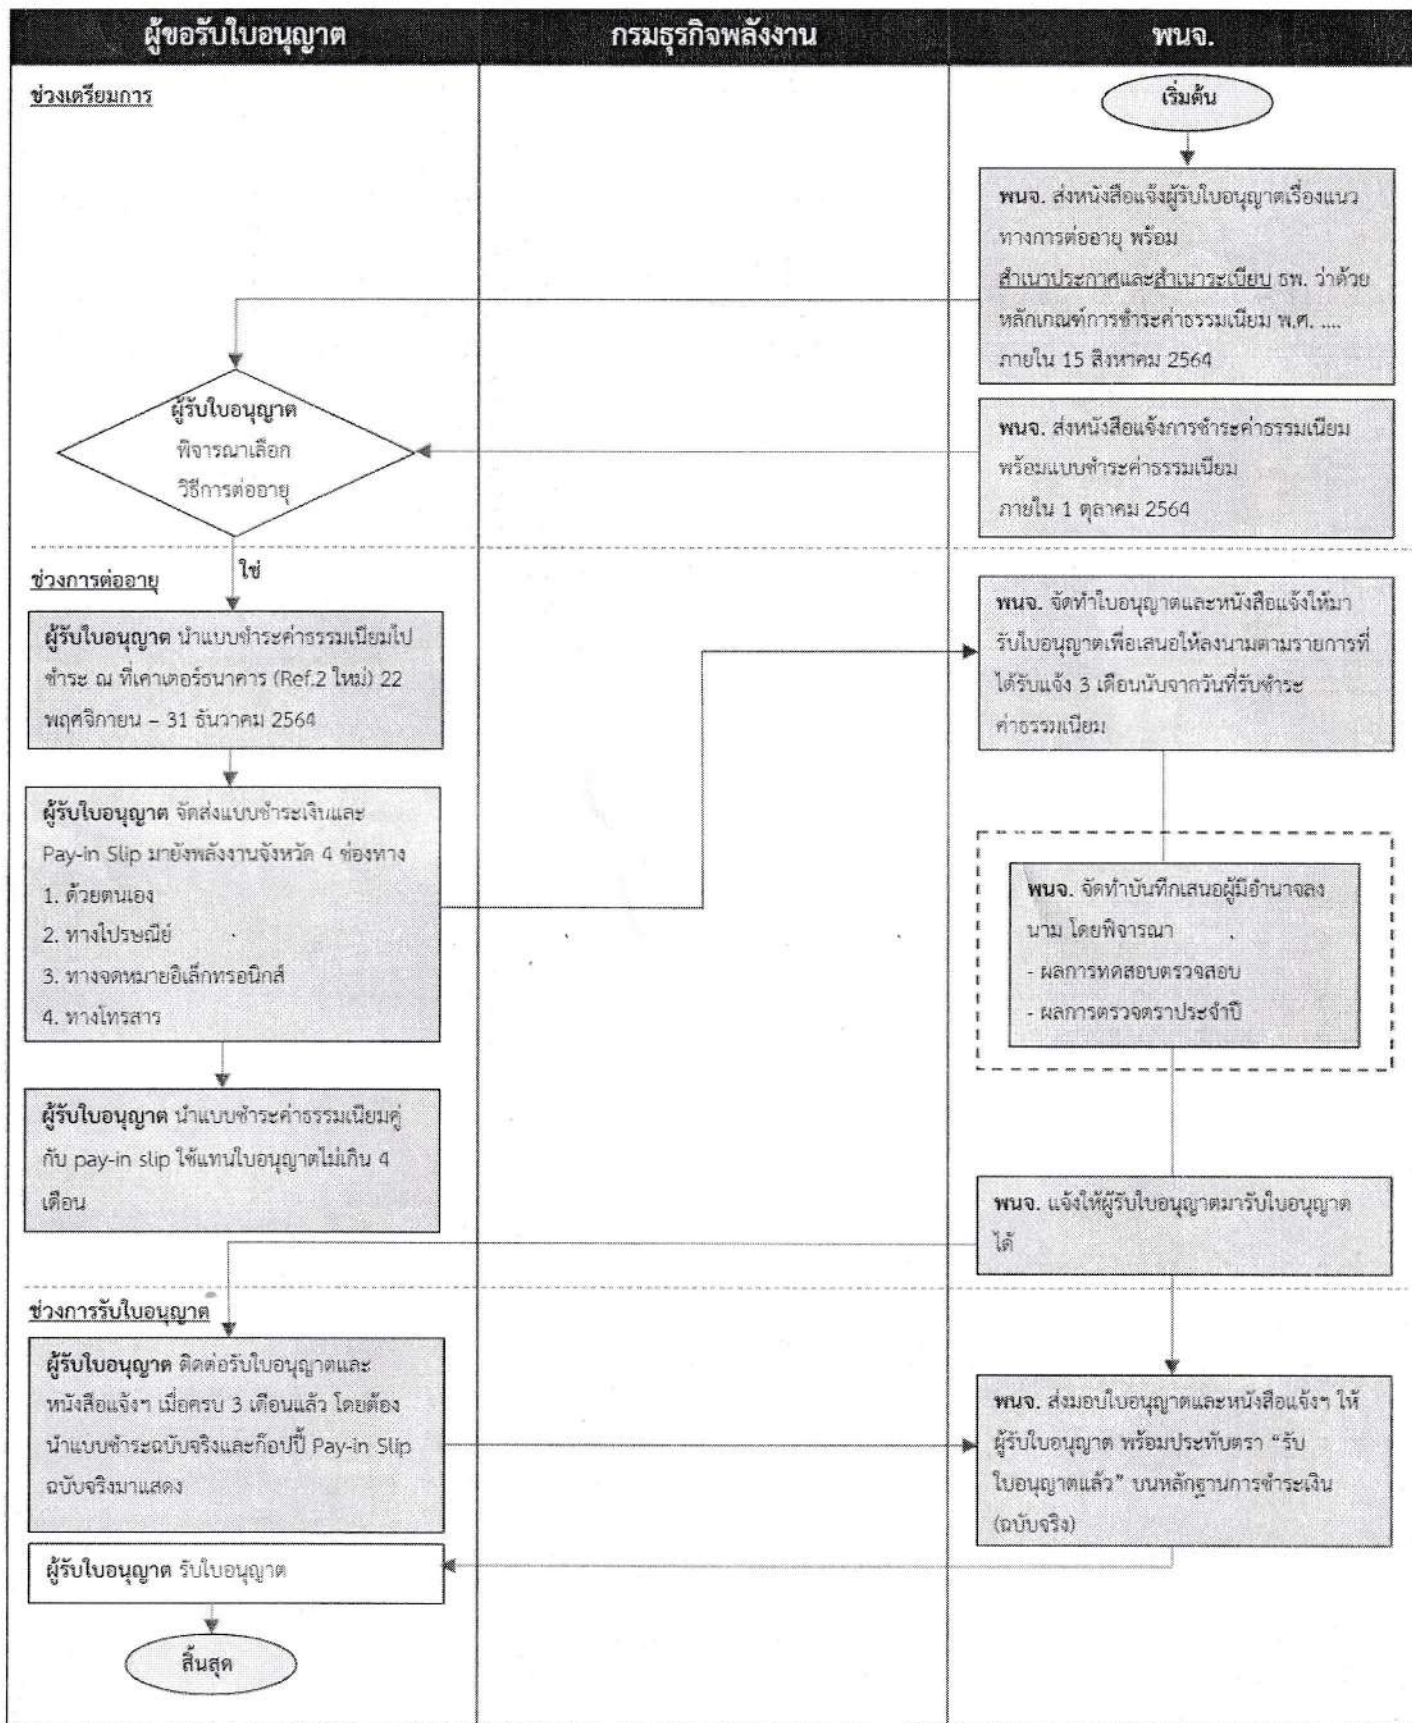 ผู้ขอรับใบอนุญาต
กรมธุรกิจพลังงาน
พนจ.
ช่วงเตรียมการ
เริ่มต้น
พนจ. ส่งหนังสือแจ้งผู้รับใบอนุญาตเรื่องแนว
ทางการต่ออายุ พร้อม
สำเนาประกาศและสำเนาระเบียบ ธพ. ว่าด้วย
หลักเกณฑ์การชำระค่าธรรมเนียม พ.ศ. ....
ภายใน 15 สิงหาคม 2564
ผู้รับใบอนุญาต
พิจารณาเลือก
วิธีการต่ออายุ
พนจ. ส่งหนังสือแจ้งการชำระค่าธรรมเนียม
พร้อมแบบชำระค่าธรรมเนียม
ภายใน 1 ตุลาคม 2564
ใช่
ช่วงการต่ออายุ
ผู้รับใบอนุญาต นำแบบชำระค่าธรรมเนียมไป
ชำระ ณ ที่เคาเตอร์ธนาคาร (Ref.2 ใหม่) 22
พฤศจิกายน – 31 ธันวาคม 2564
พนจ. จัดทำใบอนุญาตและหนังสือแจ้งให้มา
รับใบอนุญาตเพื่อเสนอให้ลงนามตามรายการที่
ได้รับแจ้ง 3 เดือนนับจากวันที่รับชำระ
ค่าธรรมเนียม
ผู้รับใบอนุญาต จัดส่งแบบชำระเงินและ
Pay-in Slip มายังพลังงานจังหวัด 4 ช่องทาง
1. ด้วยตนเอง
2. ทางไปรษณีย์
3. ทางจดหมายอิเล็กทรอนิกส์
4. ทางโทรสาร
พนจ. จัดทำบันทึกเสนอผู้มีอำนาจลง
นาม โดยพิจารณา
- ผลการทดสอบตรวจสอบ
- ผลการตรวจตราประจำปี
ผู้รับใบอนุญาต นำแบบชำระค่าธรรมเนียมคู่
กับ pay-in slip ใช้แทนใบอนุญาตไม่เกิน 4
เดือน
พนจ. แจ้งให้ผู้รับใบอนุญาตมารับใบอนุญาต
ได้
ช่วงการรับใบอนุญาต
ผู้รับใบอนุญาต ติดต่อรับใบอนุญาตและ
หนังสือแจ้งฯ เมื่อครบ 3 เดือนแล้ว โดยต้อง
นำแบบชำระฉบับจริงและก๊อปปี้ Pay-in Slip
ฉบับจริงมาแสดง
พนจ. ส่งมอบใบอนุญาตและหนังสือแจ้งฯ ให้
ผู้รับใบอนุญาต พร้อมประทับตรา “รับ
ใบอนุญาตแล้ว” บนหลักฐานการชำระเงิน
(ฉบับจริง)
ผู้รับใบอนุญาต รับใบอนุญาต
สิ้นสุด